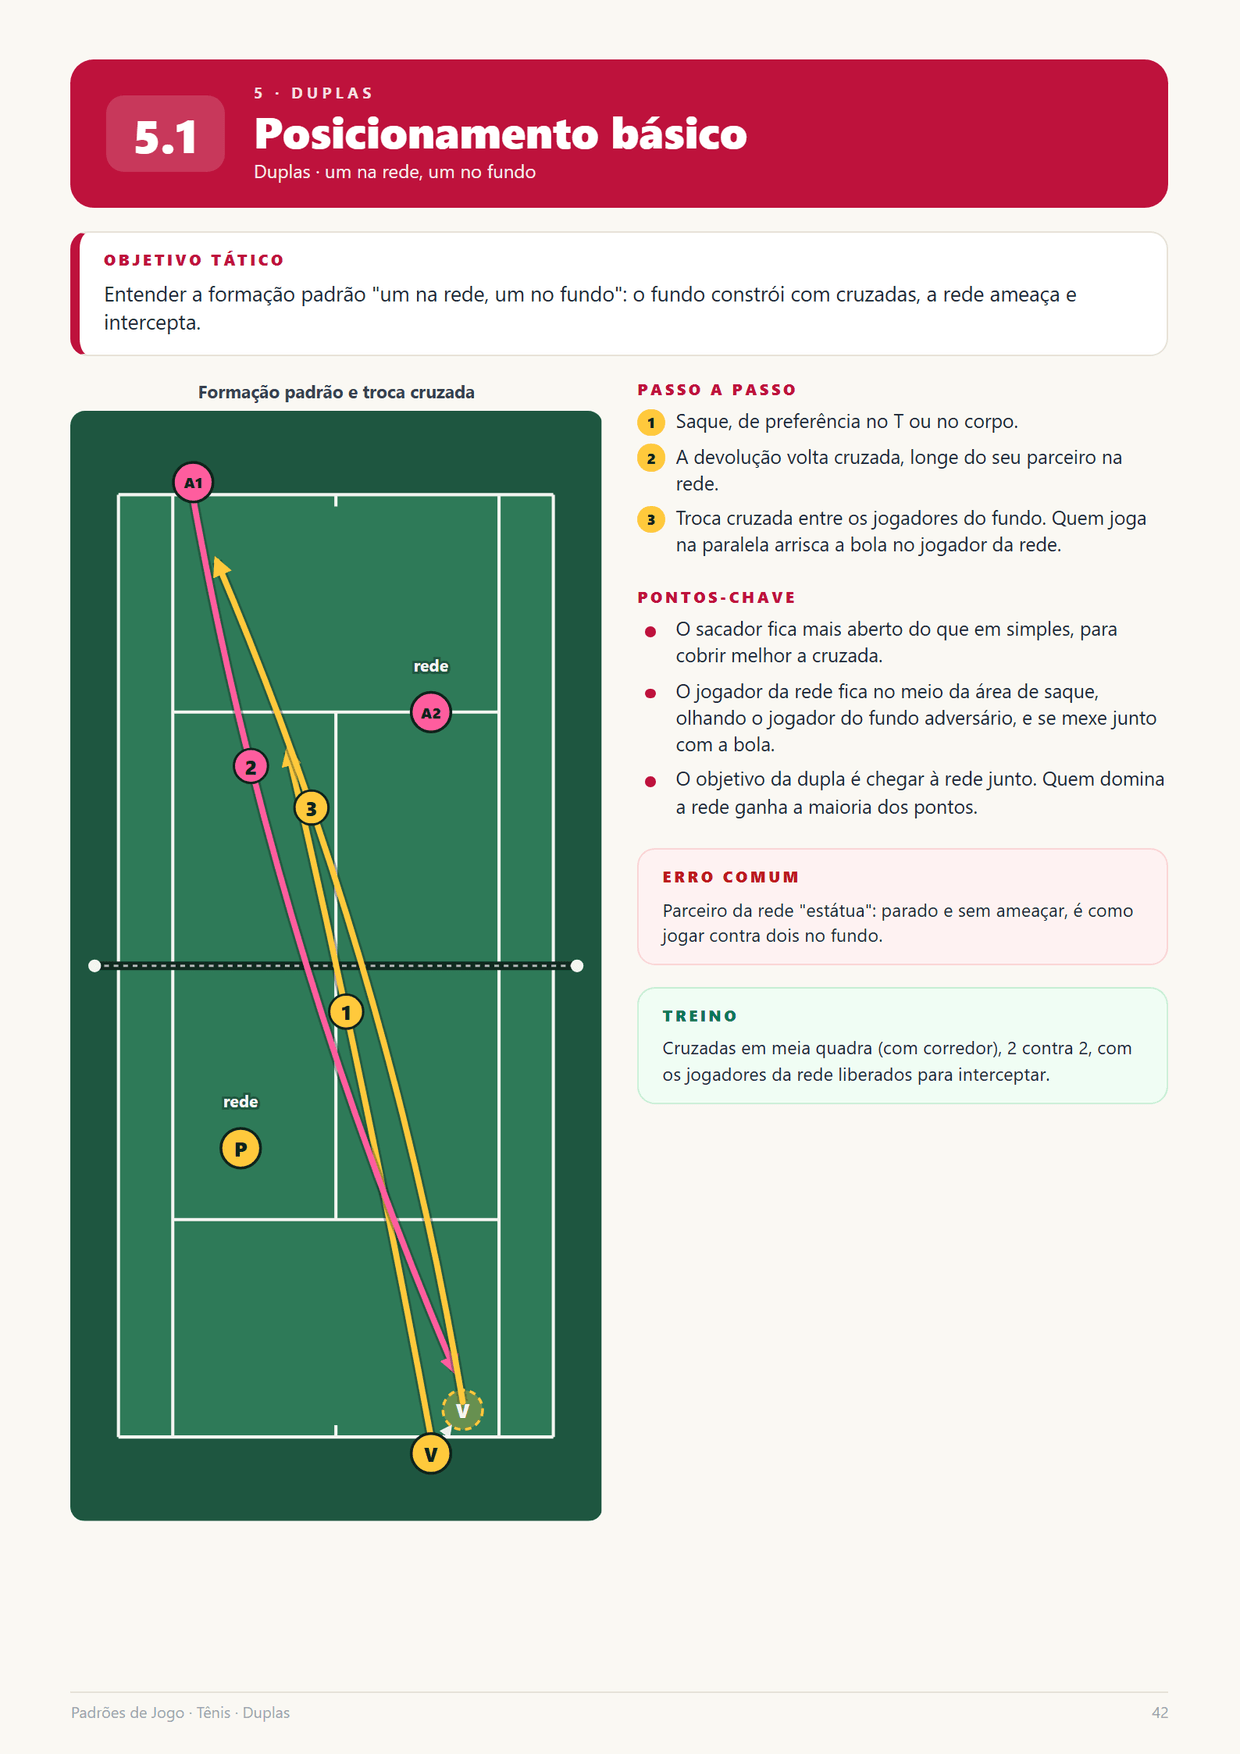 5 · DUPLAS
5.1
Posicionamento básico
Duplas · um na rede, um no fundo
OBJETIVO TÁTICO
Entender a formação padrão "um na rede, um no fundo": o fundo constrói com cruzadas, a rede ameaça e
intercepta.
Formação padrão e troca cruzada
A1
rede
A2
2
3
1
rede
P
V
V
PASSO A PASSO
1 Saque, de preferência no T ou no corpo.
2 A devolução volta cruzada, longe do seu parceiro na
rede.
3 Troca cruzada entre os jogadores do fundo. Quem joga
na paralela arrisca a bola no jogador da rede.
PONTOS-CHAVE
O sacador fica mais aberto do que em simples, para
cobrir melhor a cruzada.
O jogador da rede fica no meio da área de saque,
olhando o jogador do fundo adversário, e se mexe junto
com a bola.
O objetivo da dupla é chegar à rede junto. Quem domina
a rede ganha a maioria dos pontos.
ERRO COMUM
Parceiro da rede "estátua": parado e sem ameaçar, é como
jogar contra dois no fundo.
TREINO
Cruzadas em meia quadra (com corredor), 2 contra 2, com
os jogadores da rede liberados para interceptar.
Padrões de Jogo · Tênis · Duplas
42